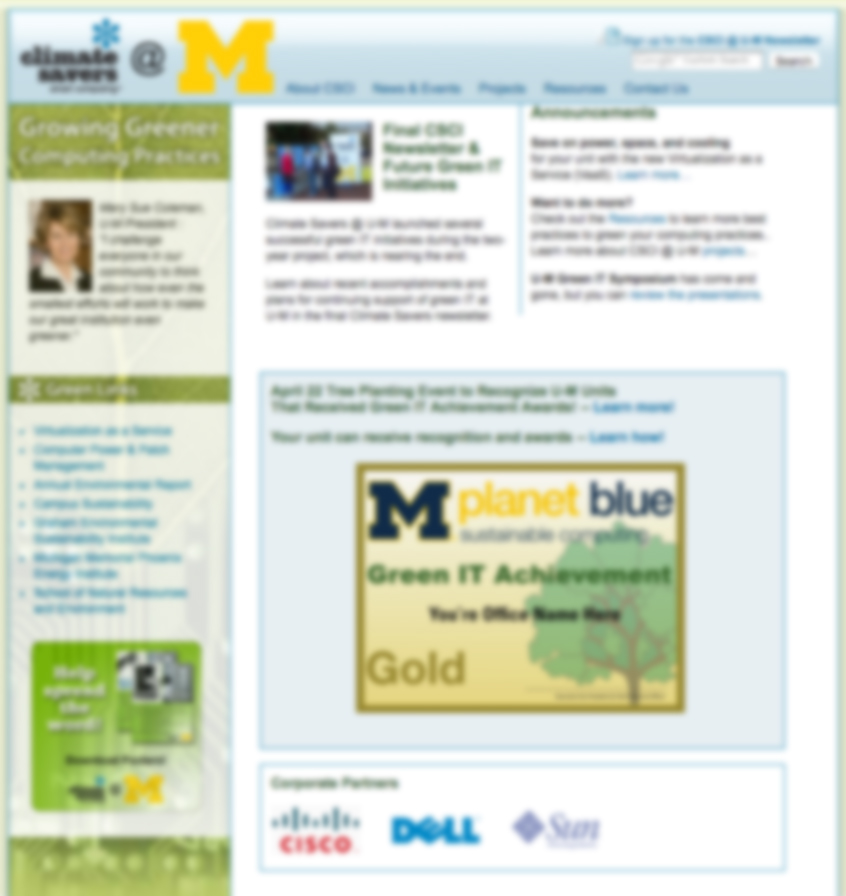 climate
savers
smart computing
@ M
Sign up for the CSCI @ U-M Newsletter
Search
About CSCI News & Events Projects Resources Contact Us
Growing Greener
Computing Practices
Mary Sue Coleman,
U-M President -
"I challenge
everyone in our
community to think
about how even the
smallest efforts will work to make
our great institution even
greener."
Green Links
Virtualization as a Service
Computer Power & Patch
Management
Annual Environmental Report
Campus Sustainability
Graham Environmental
Sustainability Institute
Michigan Memorial Phoenix
Energy Institute
School of Natural Resources
and Environment
Help
spread
the
word!
Download Posters!
@ M
Final CSCI
Newsletter &
Future Green IT
Initiatives
Climate Savers @ U-M launched several
successful green IT initiatives during the two-
year project, which is nearing the end.
Learn about recent accomplishments and
plans for continuing support of green IT at
U-M in the final Climate Savers newsletter.
Announcements
Save on power, space, and cooling
for your unit with the new Virtualization as a
Service (VaaS). Learn more...
Want to do more?
Check out the Resources to learn more best
practices to green your computing practices.
Learn more about CSCI @ U-M projects...
U-M Green IT Symposium has come and
gone, but you can review the presentations.
April 22 Tree Planting Event to Recognize U-M Units
That Received Green IT Achievement Awards! -- Learn more!
Your unit can receive recognition and awards -- Learn how!
M planet blue
sustainable computing
Green IT Achievement
You're Office Name Here
Gold
Corporate Partners
CISCO DELL Sun